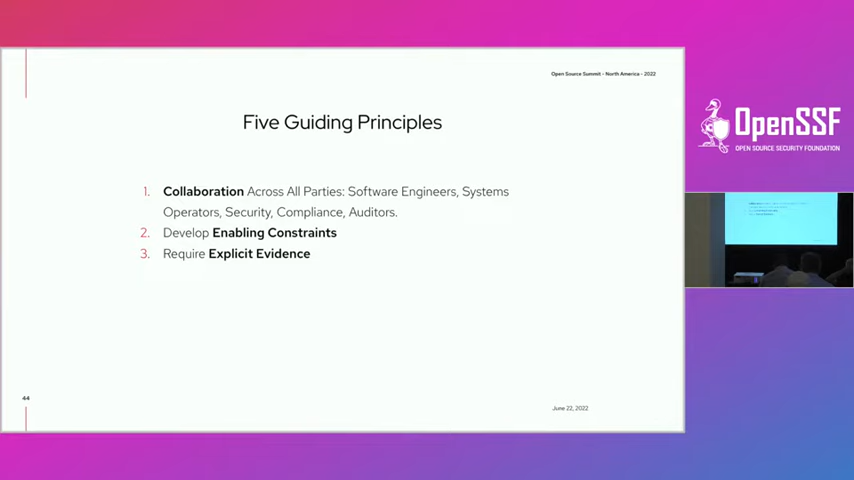 Open Source Summit - North America - 2022
Five Guiding Principles
1. Collaboration Across All Parties: Software Engineers, Systems
Operators, Security, Compliance, Auditors.
2. Develop Enabling Constraints
3. Require Explicit Evidence
44
June 22, 2022
OpenSSF
OPEN SOURCE SECURITY FOUNDATION